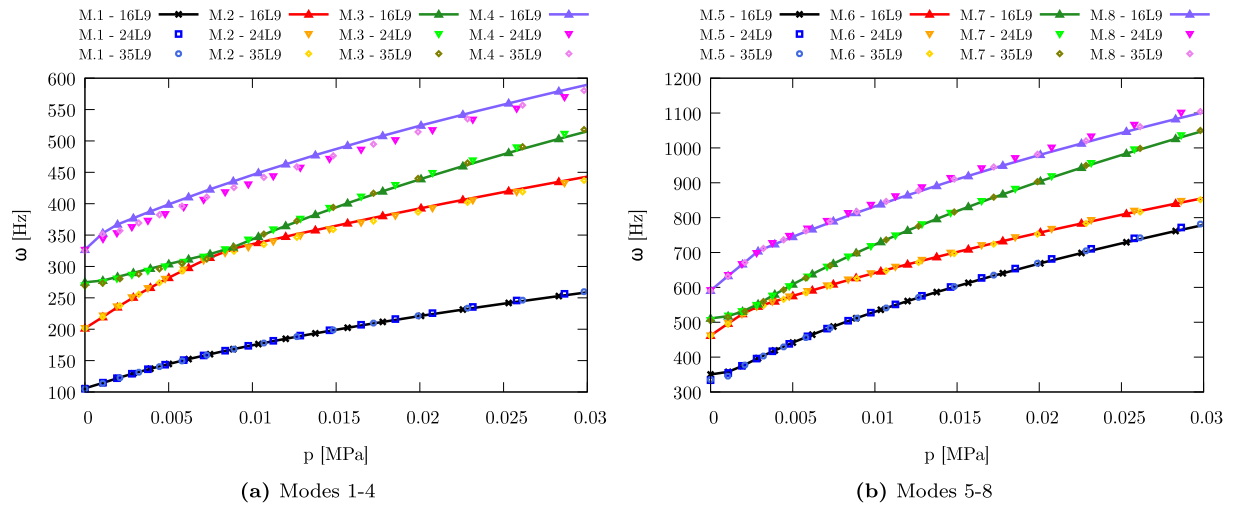 M.1 - 16L9 M.2 - 16L9 M.3 - 16L9 M.4 - 16L9
M.1 - 24L9 M.2 - 24L9 M.3 - 24L9 M.4 - 24L9
M.1 - 35L9 M.2 - 35L9 M.3 - 35L9 M.4 - 35L9
600
550
500
450
400
350
300
250
200
150
100
ω [Hz]
0 0.005 0.01 0.015 0.02 0.025 0.03
p [MPa]
(a) Modes 1-4
M.5 - 16L9 M.6 - 16L9 M.7 - 16L9 M.8 - 16L9
M.5 - 24L9 M.6 - 24L9 M.7 - 24L9 M.8 - 24L9
M.5 - 35L9 M.6 - 35L9 M.7 - 35L9 M.8 - 35L9
1200
1100
1000
900
800
700
600
500
400
300
ω [Hz]
0 0.005 0.01 0.015 0.02 0.025 0.03
p [MPa]
(b) Modes 5-8